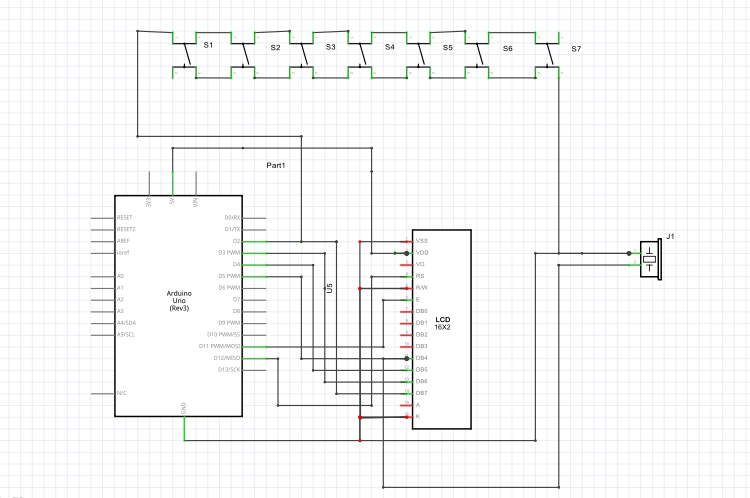 S1
S2
S3
S4
S5
S6
S7
Part1
3V3
5V
VIN
RESET
RESET2
AREF
ioref
A0
A1
A2
A3
A4/SDA
A5/SCL
N/C
Arduino
Uno
(Rev3)
D0/RX
D1/TX
D2
D3 PWM
D4
D5 PWM
D6 PWM
D7
D8
D9 PWM
D10 PWM/SS
D11 PWM/MOSI
D12/MISO
D13/SCK
GND
U5
VSS
VDD
VO
RS
R/W
E
DB0
DB1
DB2
DB3
DB4
DB5
DB6
DB7
A
K
LCD
16X2
J1